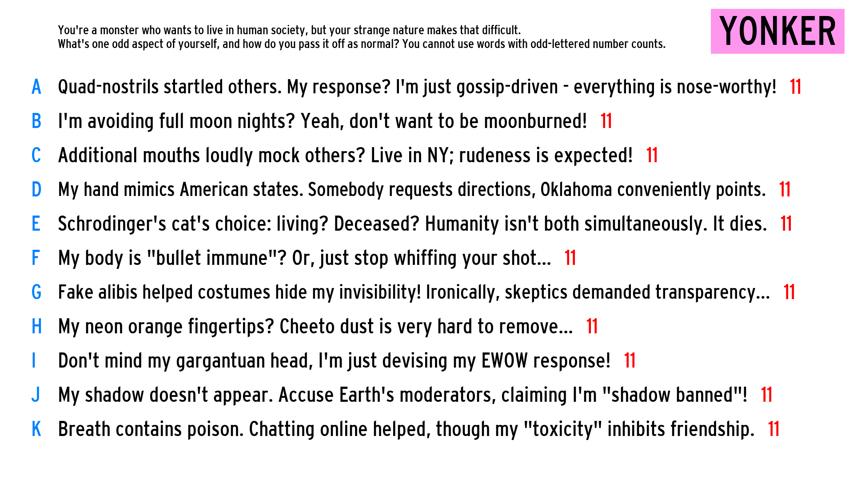 You're a monster who wants to live in human society, but your strange nature makes that difficult.
What's one odd aspect of yourself, and how do you pass it off as normal? You cannot use words with odd-lettered number counts.
YONKER
A Quad-nostrils startled others. My response? I'm just gossip-driven - everything is nose-worthy! 11
B I'm avoiding full moon nights? Yeah, don't want to be moonburned! 11
C Additional mouths loudly mock others? Live in NY; rudeness is expected! 11
D My hand mimics American states. Somebody requests directions, Oklahoma conveniently points. 11
E Schrodinger's cat's choice: living? Deceased? Humanity isn't both simultaneously. It dies. 11
F My body is "bullet immune"? Or, just stop whiffing your shot... 11
G Fake alibis helped costumes hide my invisibility! Ironically, skeptics demanded transparency... 11
H My neon orange fingertips? Cheeto dust is very hard to remove... 11
I Don't mind my gargantuan head, I'm just devising my EWOW response! 11
J My shadow doesn't appear. Accuse Earth's moderators, claiming I'm "shadow banned"! 11
K Breath contains poison. Chatting online helped, though my "toxicity" inhibits friendship. 11